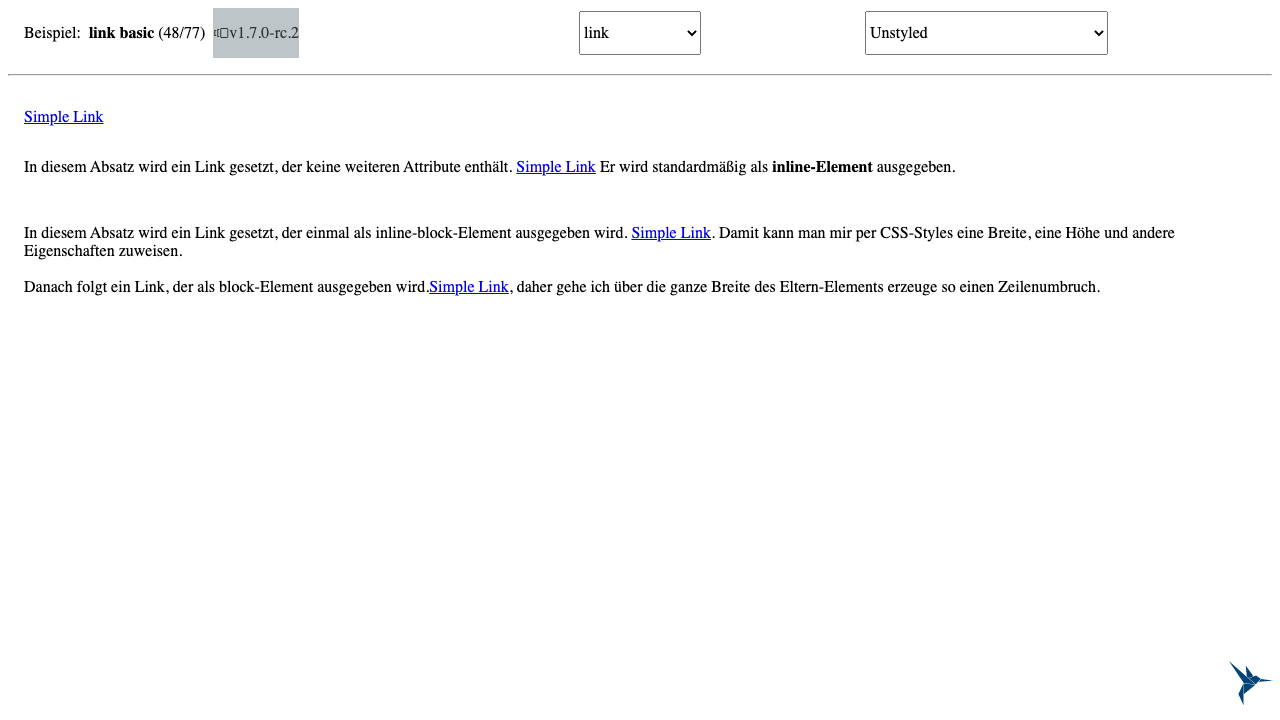 Beispiel: link basic (48/77) v1.7.0-rc.2 link Unstyled
Simple Link
In diesem Absatz wird ein Link gesetzt, der keine weiteren Attribute enthält. Simple Link Er wird standardmäßig als inline-Element ausgegeben.
In diesem Absatz wird ein Link gesetzt, der einmal als inline-block-Element ausgegeben wird. Simple Link. Damit kann man mir per CSS-Styles eine Breite, eine Höhe und andere
Eigenschaften zuweisen.
Danach folgt ein Link, der als block-Element ausgegeben wird.Simple Link, daher gehe ich über die ganze Breite des Eltern-Elements erzeuge so einen Zeilenumbruch.